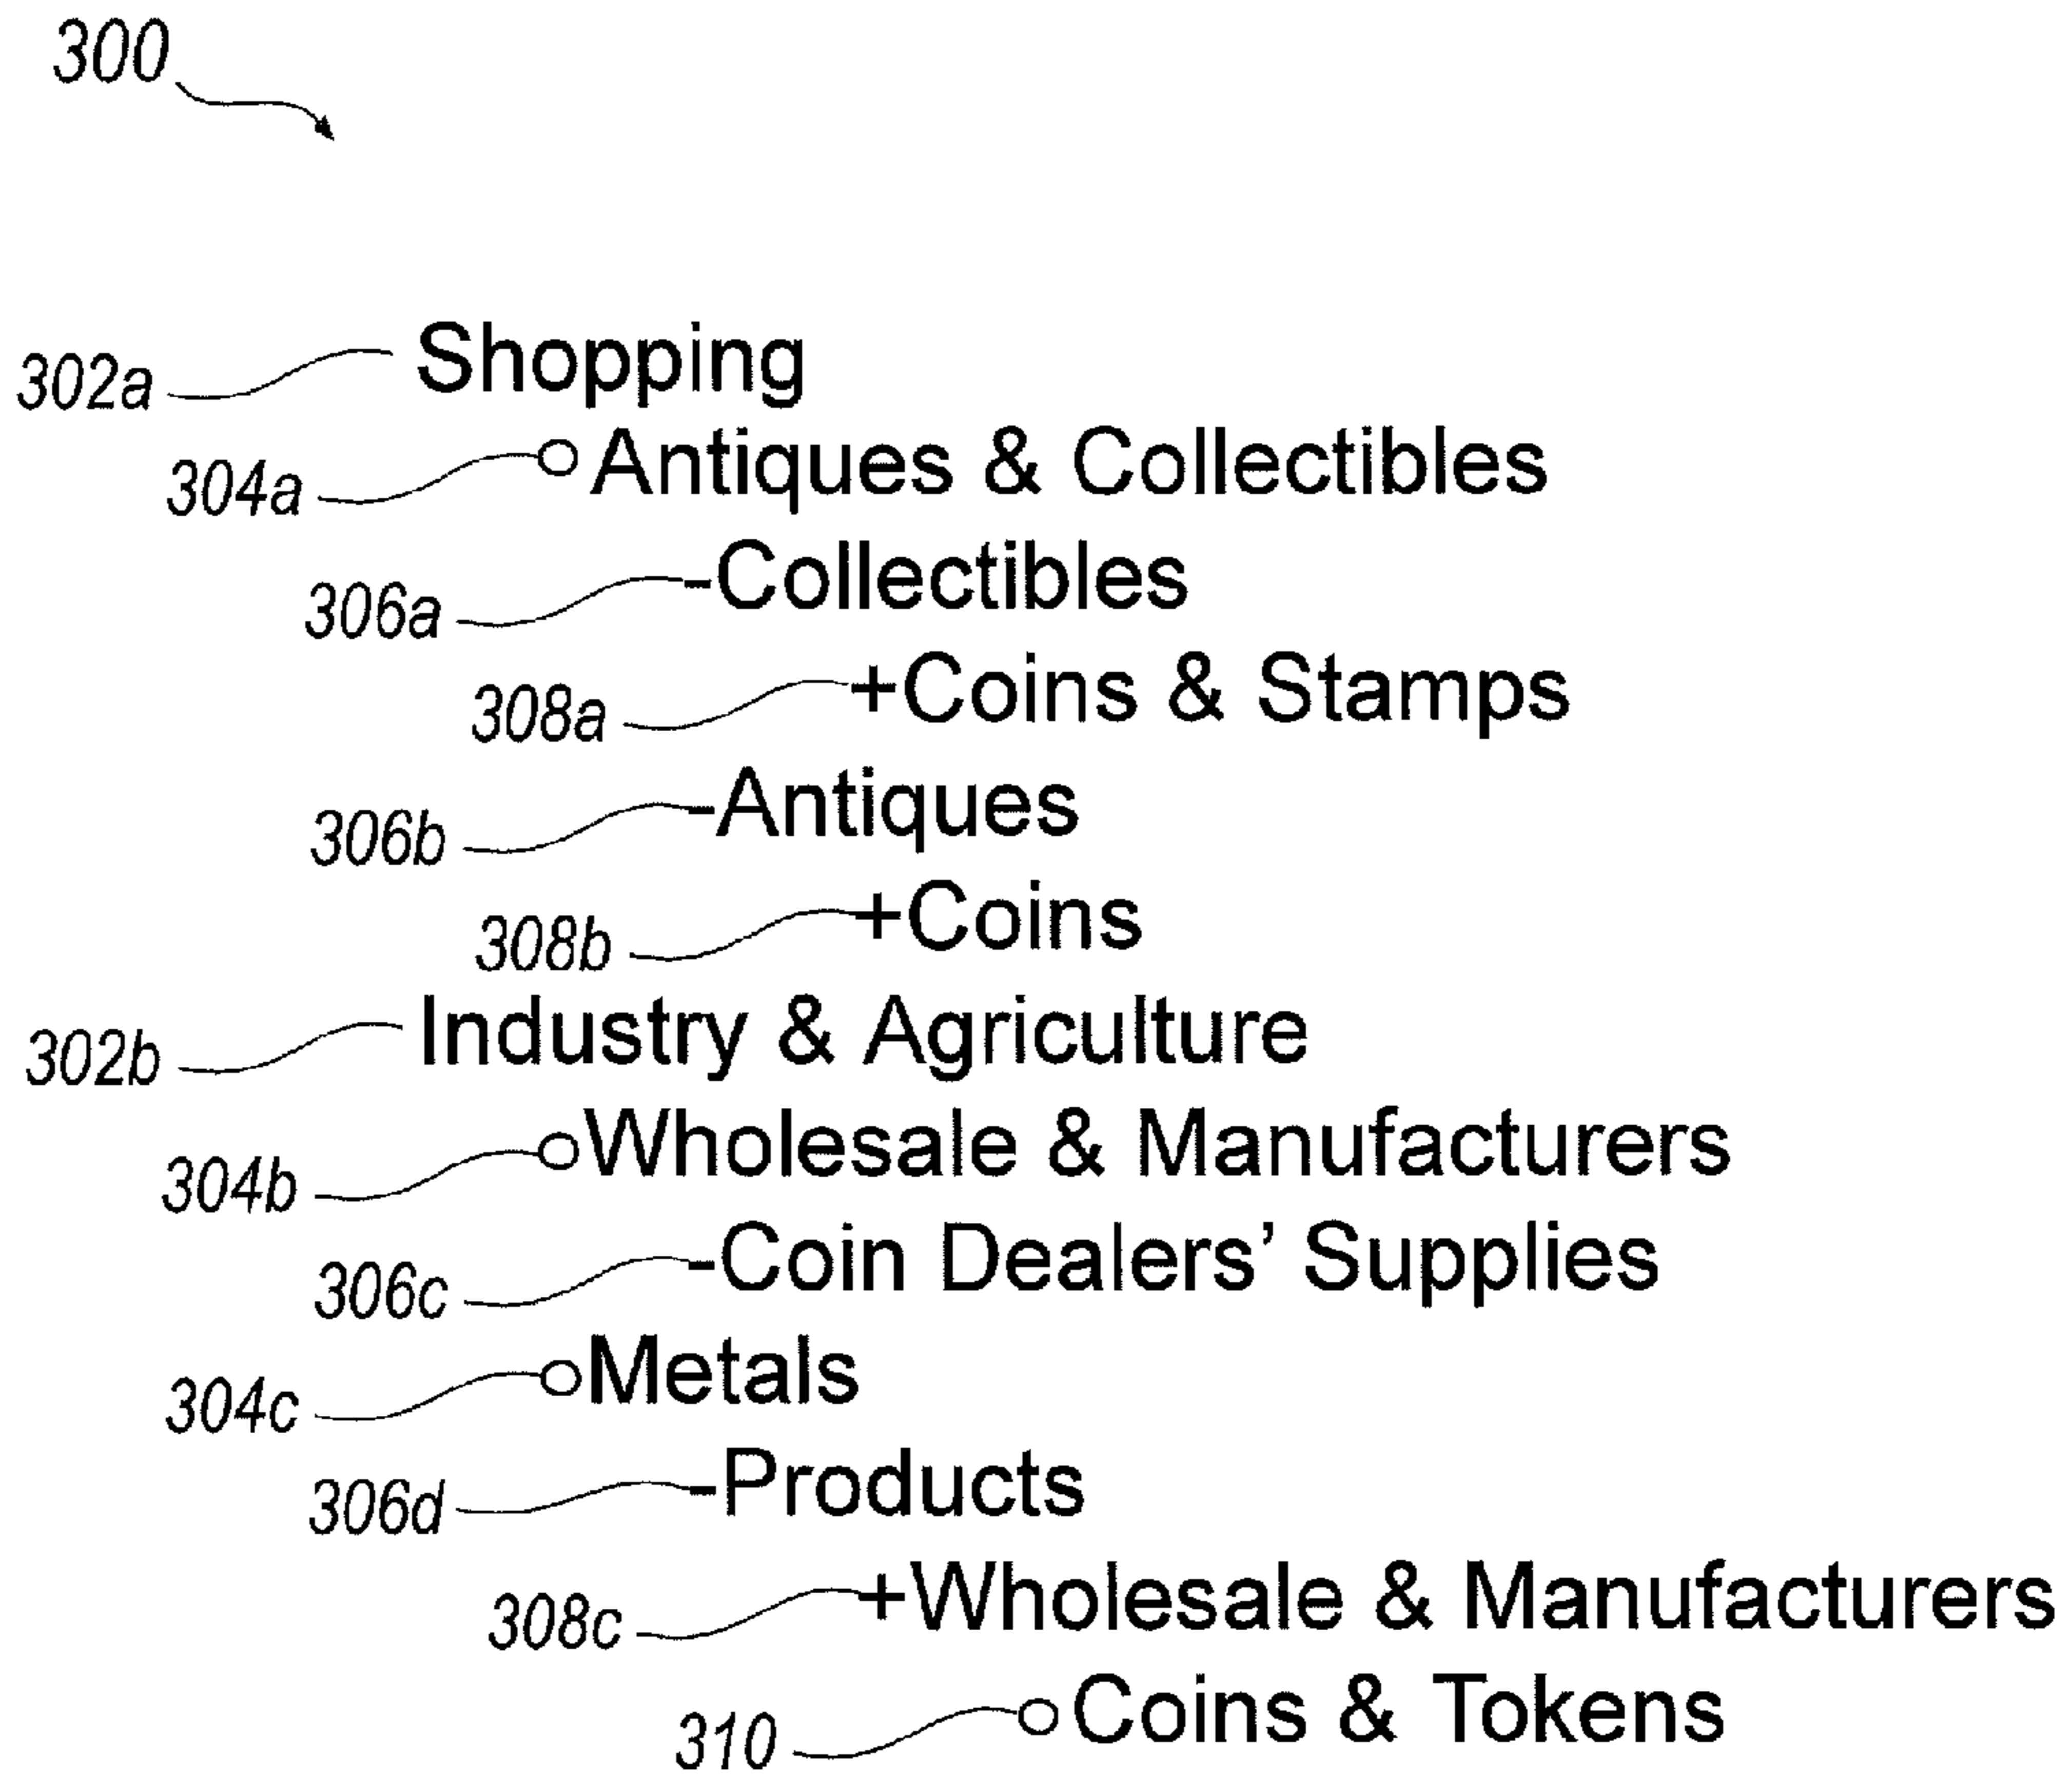 300
302a Shopping
304a ○Antiques & Collectibles
306a -Collectibles
308a +Coins & Stamps
306b -Antiques
308b +Coins
302b Industry & Agriculture
304b ○Wholesale & Manufacturers
306c -Coin Dealers’ Supplies
304c ○Metals
306d -Products
308c +Wholesale & Manufacturers
310 ○Coins & Tokens